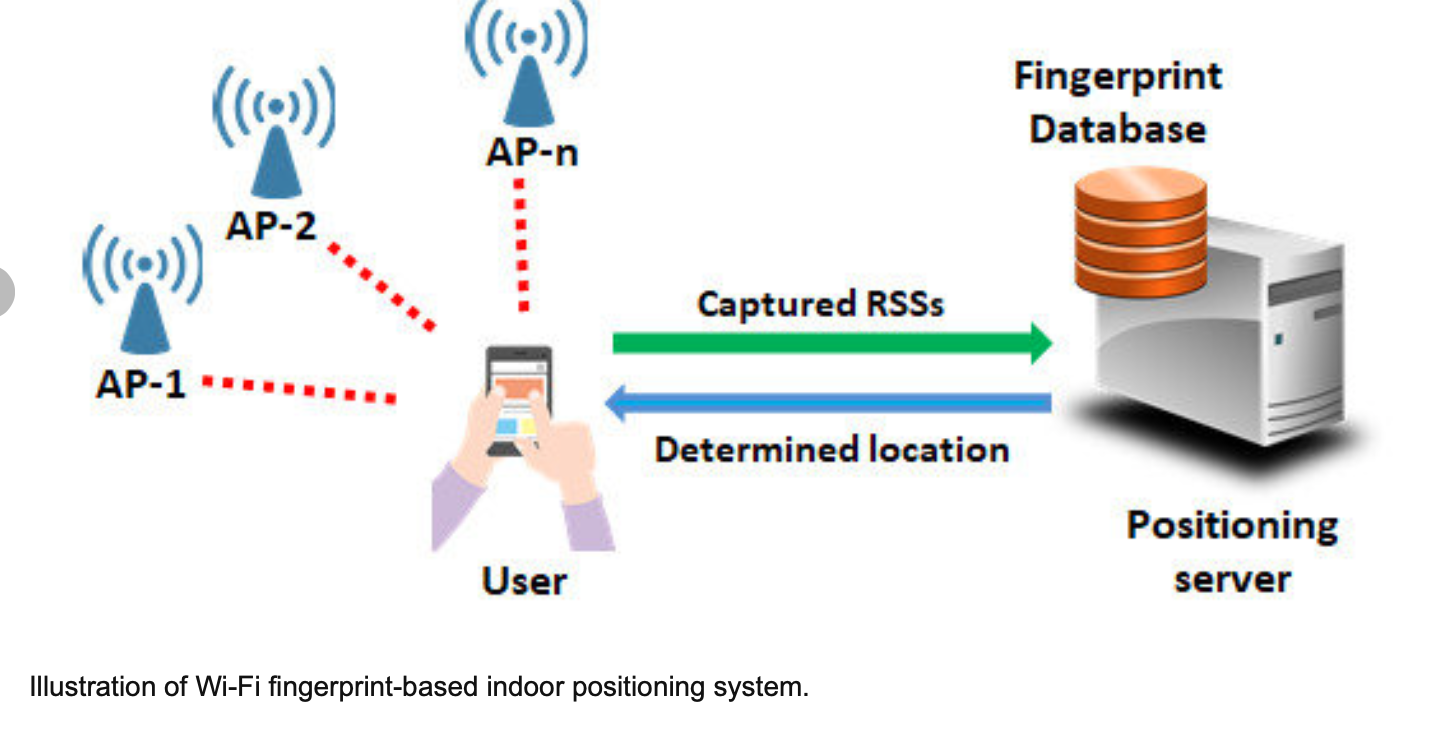 AP-n
AP-2
AP-1
User
Captured RSSs
Determined location
Fingerprint
Database
Positioning
server
Illustration of Wi-Fi fingerprint-based indoor positioning system.